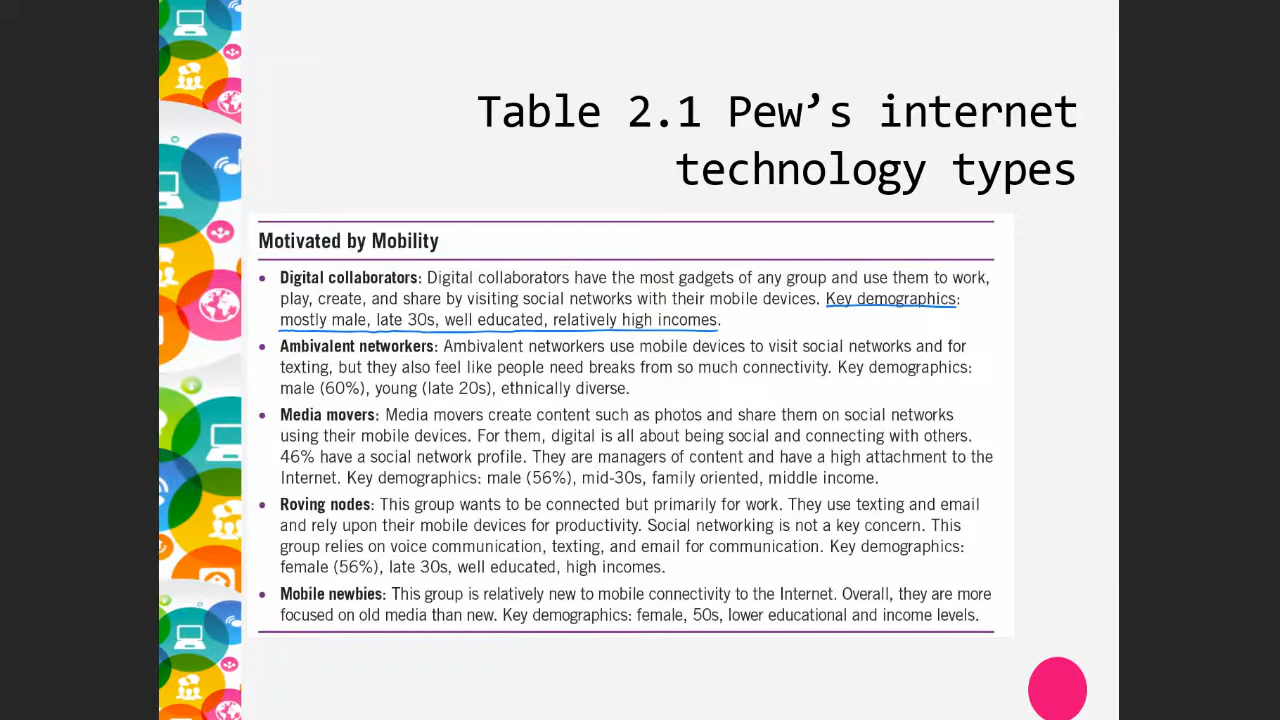 Table 2.1 Pew’s internet
technology types
Motivated by Mobility
• Digital collaborators: Digital collaborators have the most gadgets of any group and use them to work,
play, create, and share by visiting social networks with their mobile devices. Key demographics:
mostly male, late 30s, well educated, relatively high incomes.
• Ambivalent networkers: Ambivalent networkers use mobile devices to visit social networks and for
texting, but they also feel like people need breaks from so much connectivity. Key demographics:
male (60%), young (late 20s), ethnically diverse.
• Media movers: Media movers create content such as photos and share them on social networks
using their mobile devices. For them, digital is all about being social and connecting with others.
46% have a social network profile. They are managers of content and have a high attachment to the
Internet. Key demographics: male (56%), mid-30s, family oriented, middle income.
• Roving nodes: This group wants to be connected but primarily for work. They use texting and email
and rely upon their mobile devices for productivity. Social networking is not a key concern. This
group relies on voice communication, texting, and email for communication. Key demographics:
female (56%), late 30s, well educated, high incomes.
• Mobile newbies: This group is relatively new to mobile connectivity to the Internet. Overall, they are more
focused on old media than new. Key demographics: female, 50s, lower educational and income levels.